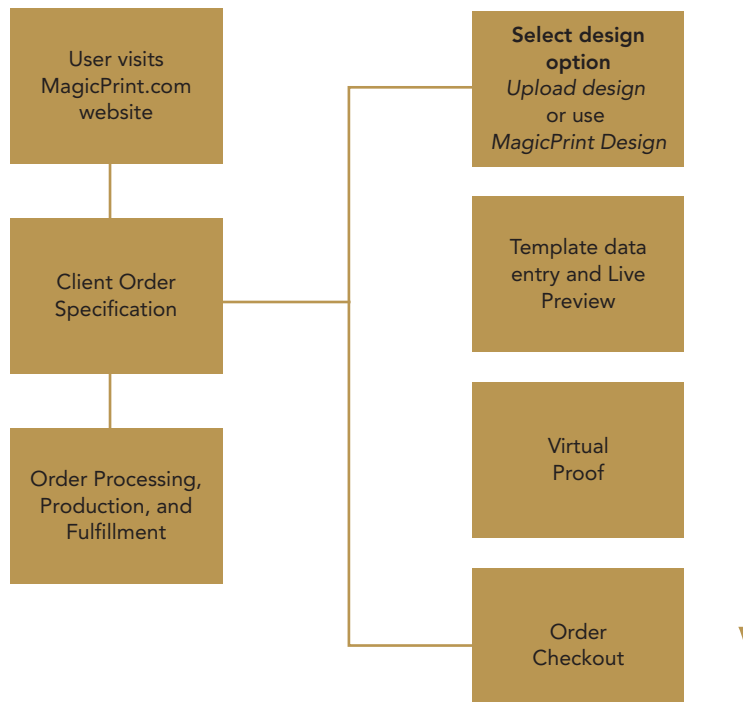 User visits
MagicPrint.com
website
Client Order
Specification
Order Processing,
Production, and
Fulfillment
Select design
option
Upload design
or use
MagicPrint Design
Template data
entry and Live
Preview
Virtual
Proof
Order
Checkout